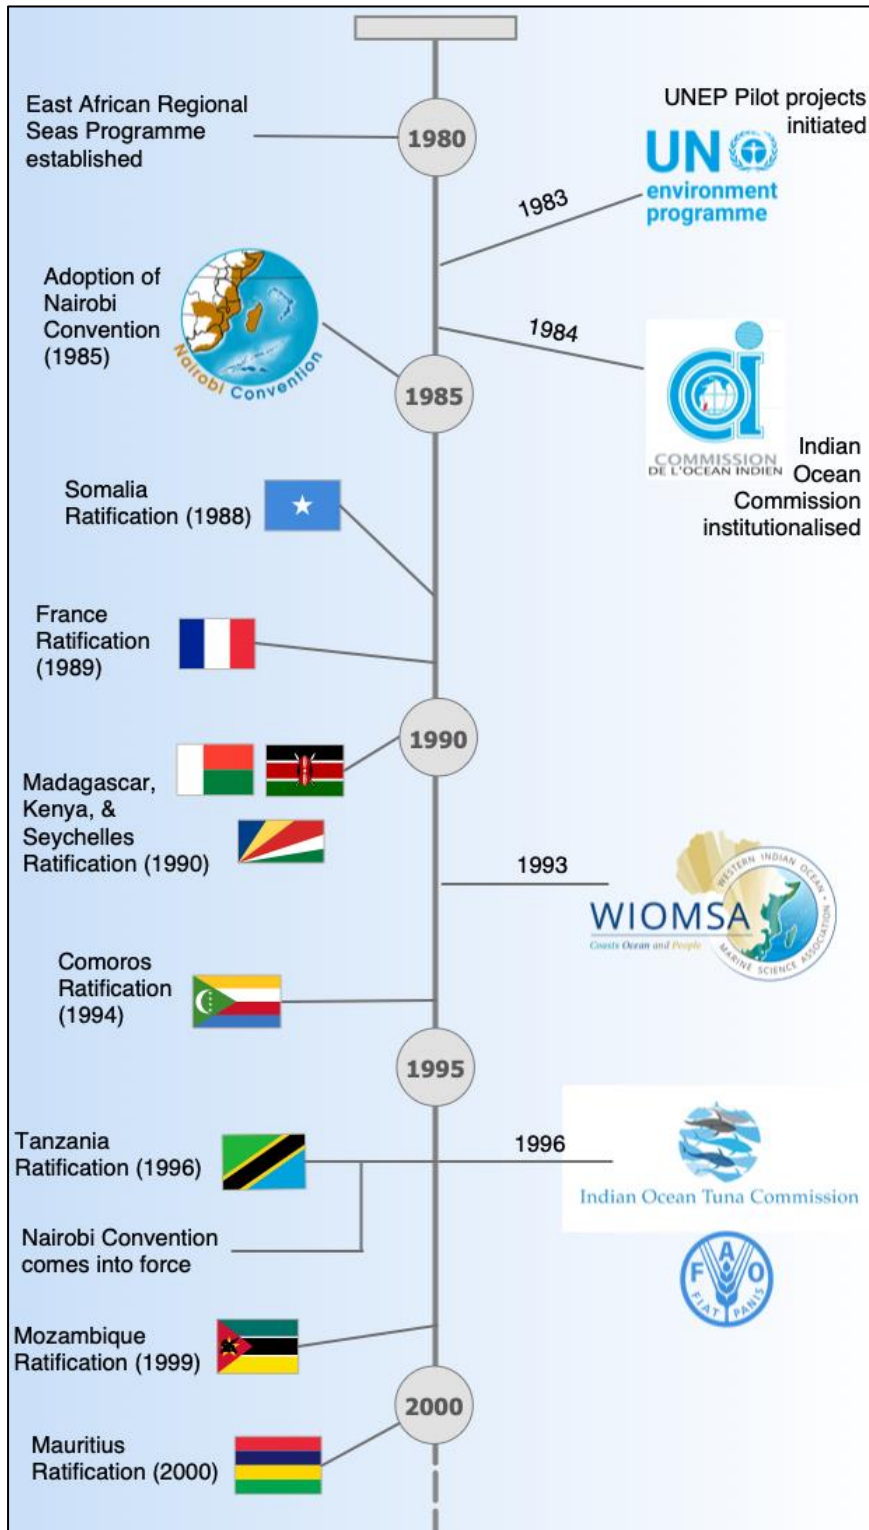 East African Regional
Seas Programme
established
1980
UNEP Pilot projects
initiated
UN
environment
programme
1983
Adoption of
Nairobi
Convention
(1985)
Nairobi Convention
1984
COI
COMMISSION
DE L'OCEAN INDIEN
Indian
Ocean
Commission
institutionalised
1985
Somalia
Ratification (1988)
France
Ratification
(1989)
1990
Madagascar,
Kenya, &
Seychelles
Ratification (1990)
1993
WIOMSA
Coasts Ocean and People
WESTERN INDIAN OCEAN •
MARINE SCIENCE ASSOCIATION
Comoros
Ratification
(1994)
1995
Tanzania
Ratification (1996)
1996
Indian Ocean Tuna Commission
Nairobi Convention
comes into force
FAO
FIAT PANIS
Mozambique
Ratification (1999)
2000
Mauritius
Ratification (2000)